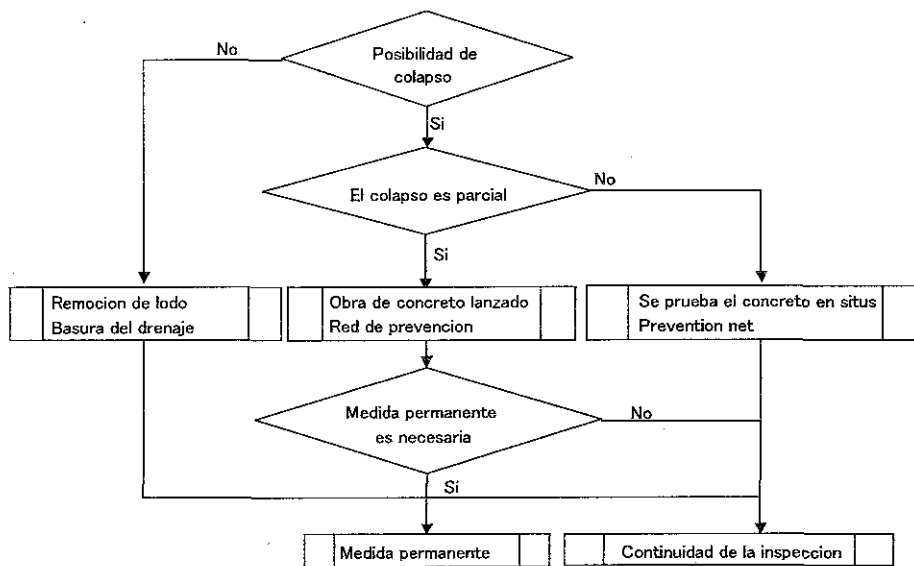 No
Posibilidad de
colapso
Si
El colapso es parcial
No
Si
Remocion de lodo
Basura del drenaje
Obra de concreto lanzado
Red de prevencion
Se prueba el concreto en situs
Prevention net
Medida permanente
es necesaria
No
Si
Medida permanente
Continuidad de la inspeccion